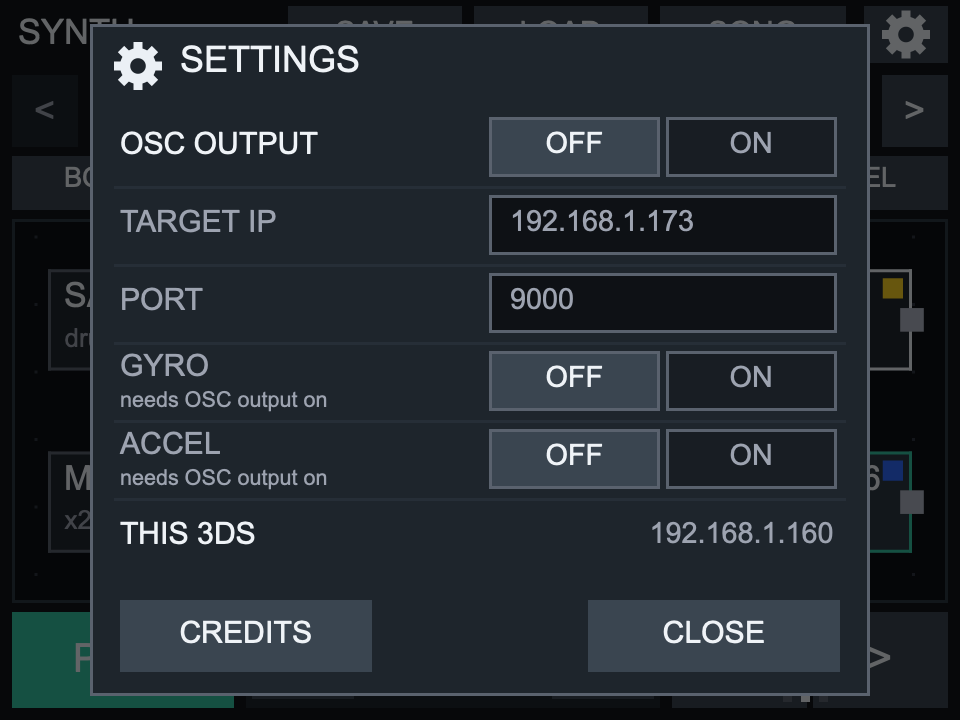 SETTINGS
OSC OUTPUT OFF ON
TARGET IP 192.168.1.173
PORT 9000
GYRO OFF ON
needs OSC output on
ACCEL OFF ON
needs OSC output on
THIS 3DS 192.168.1.160
CREDITS CLOSE